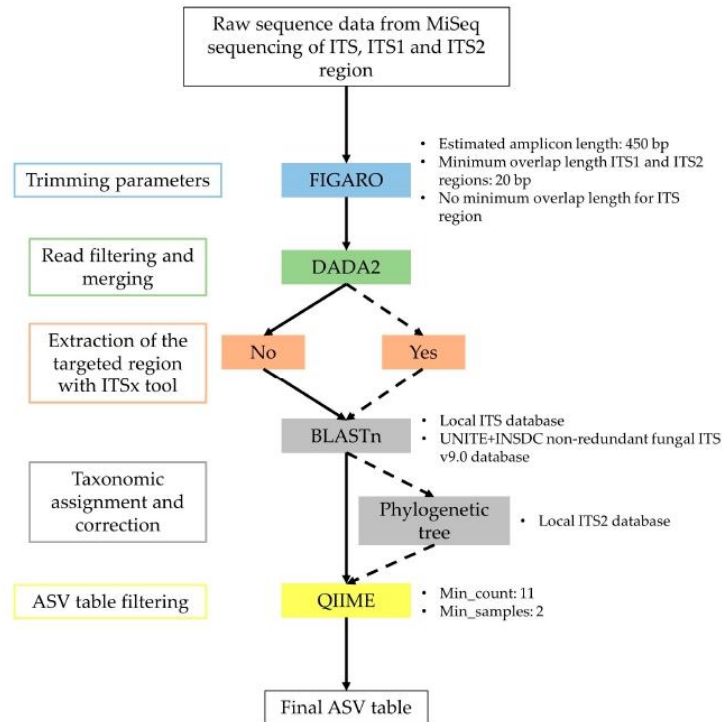 Raw sequence data from MiSeq
sequencing of ITS, ITS1 and ITS2
region
Trimming parameters
FIGARO
• Estimated amplicon length: 450 bp
• Minimum overlap length ITS1 and ITS2
regions: 20 bp
• No minimum overlap length for ITS
region
Read filtering and
merging
DADA2
Extraction of the
targeted region
with ITSx tool
No
Yes
BLASTn
• Local ITS database
• UNITE+INSDC non-redundant fungal ITS
v9.0 database
Taxonomic
assignment and
correction
Phylogenetic
tree
• Local ITS2 database
ASV table filtering
QIIME
• Min_count: 11
• Min_samples: 2
Final ASV table